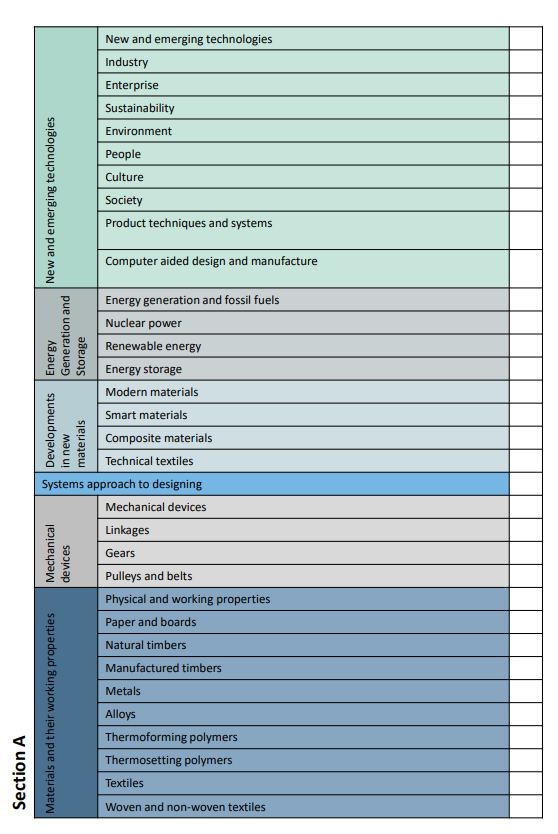 Section A
New and emerging technologies
New and emerging technologies
Industry
Enterprise
Sustainability
Environment
People
Culture
Society
Product techniques and systems
Computer aided design and manufacture
Energy
Generation and
Storage
Energy generation and fossil fuels
Nuclear power
Renewable energy
Energy storage
Developments
in new
materials
Modern materials
Smart materials
Composite materials
Technical textiles
Systems approach to designing
Mechanical
devices
Mechanical devices
Linkages
Gears
Pulleys and belts
Materials and their working properties
Physical and working properties
Paper and boards
Natural timbers
Manufactured timbers
Metals
Alloys
Thermoforming polymers
Thermosetting polymers
Textiles
Woven and non-woven textiles